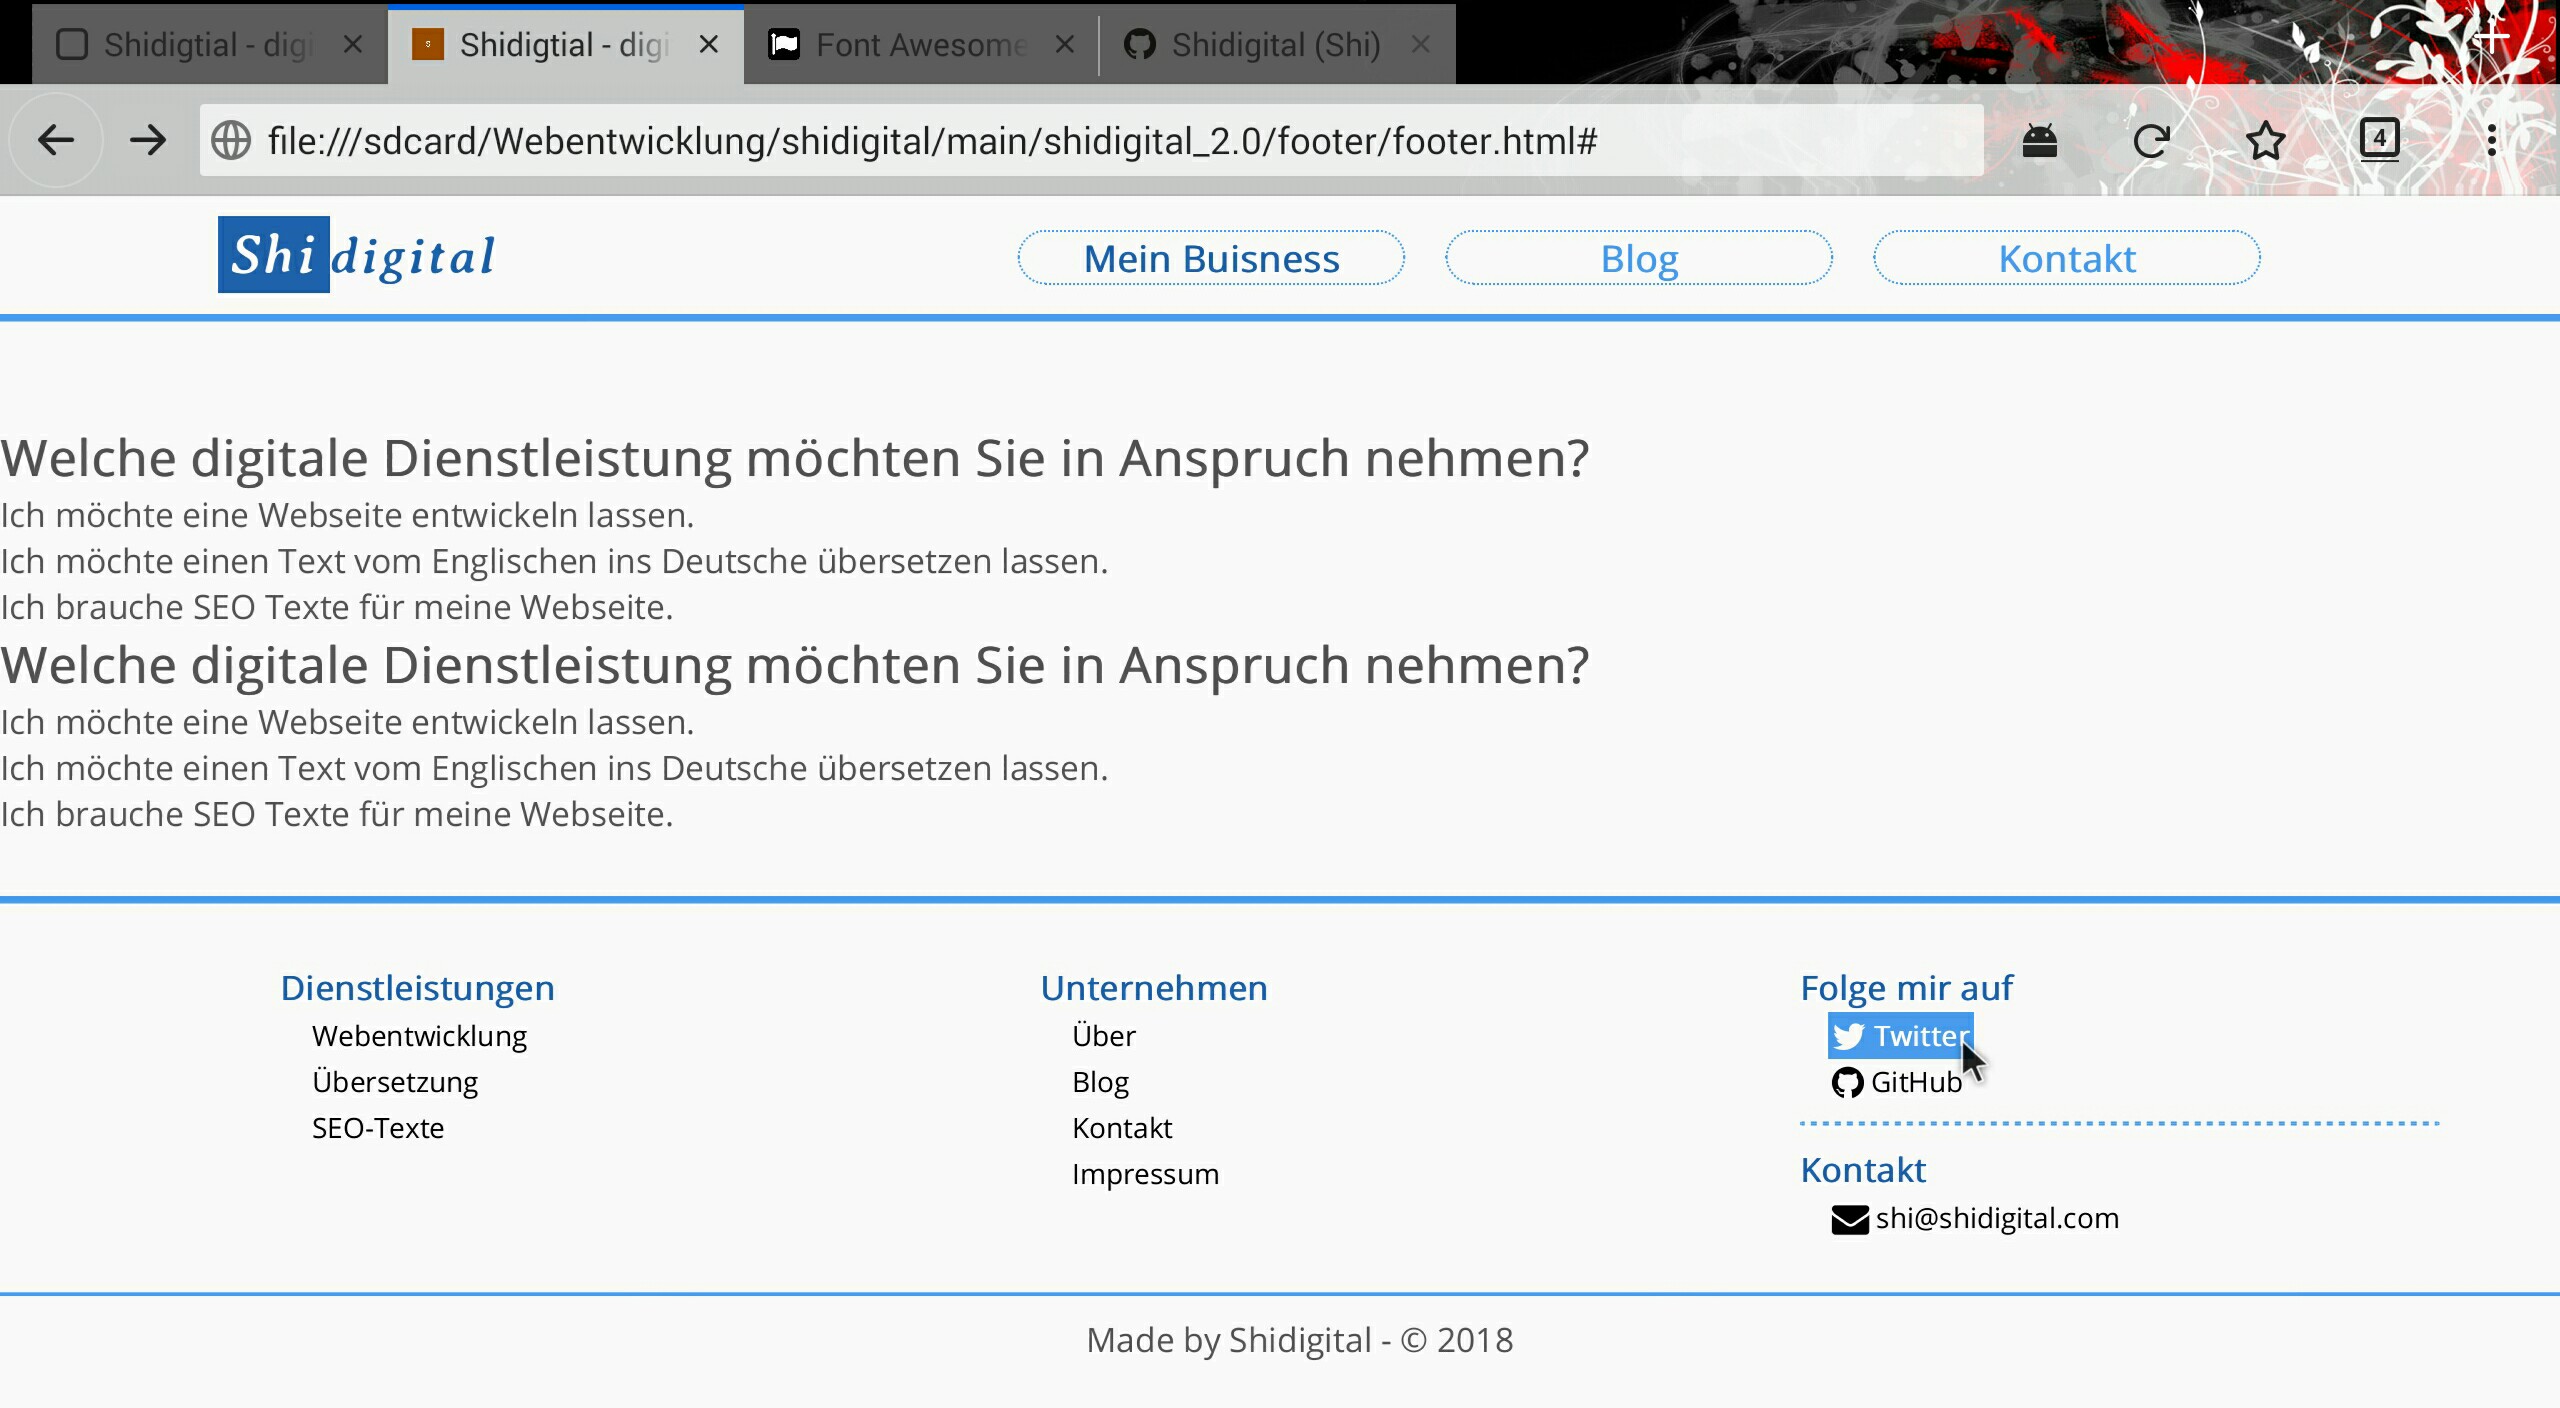 Shidigtial - digi
Shidigtial - digi
Font Awesome
Shidigital (Shi)
file:///sdcard/Webentwicklung/shidigital/main/shidigital_2.0/footer/footer.html#
4
Shidigital
Mein Buisness
Blog
Kontakt
Welche digitale Dienstleistung möchten Sie in Anspruch nehmen?
Ich möchte eine Webseite entwickeln lassen.
Ich möchte einen Text vom Englischen ins Deutsche übersetzen lassen.
Ich brauche SEO Texte für meine Webseite.
Welche digitale Dienstleistung möchten Sie in Anspruch nehmen?
Ich möchte eine Webseite entwickeln lassen.
Ich möchte einen Text vom Englischen ins Deutsche übersetzen lassen.
Ich brauche SEO Texte für meine Webseite.
Dienstleistungen
Webentwicklung
Übersetzung
SEO-Texte
Unternehmen
Über
Blog
Kontakt
Impressum
Folge mir auf
Twitter
GitHub
Kontakt
shi@shidigital.com
Made by Shidigital - © 2018